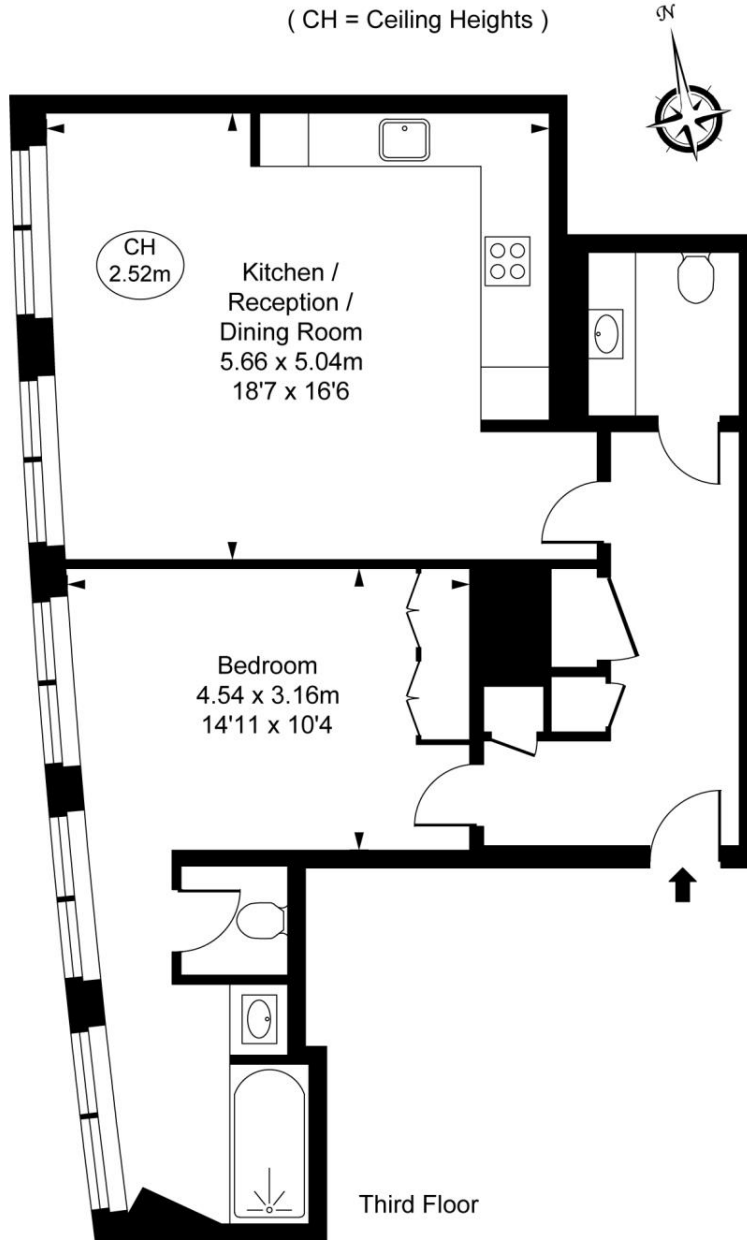 ( CH = Ceiling Heights )
N
CH
2.52m
Kitchen /
Reception /
Dining Room
5.66 x 5.04m
18'7 x 16'6
Bedroom
4.54 x 3.16m
14'11 x 10'4
Third Floor